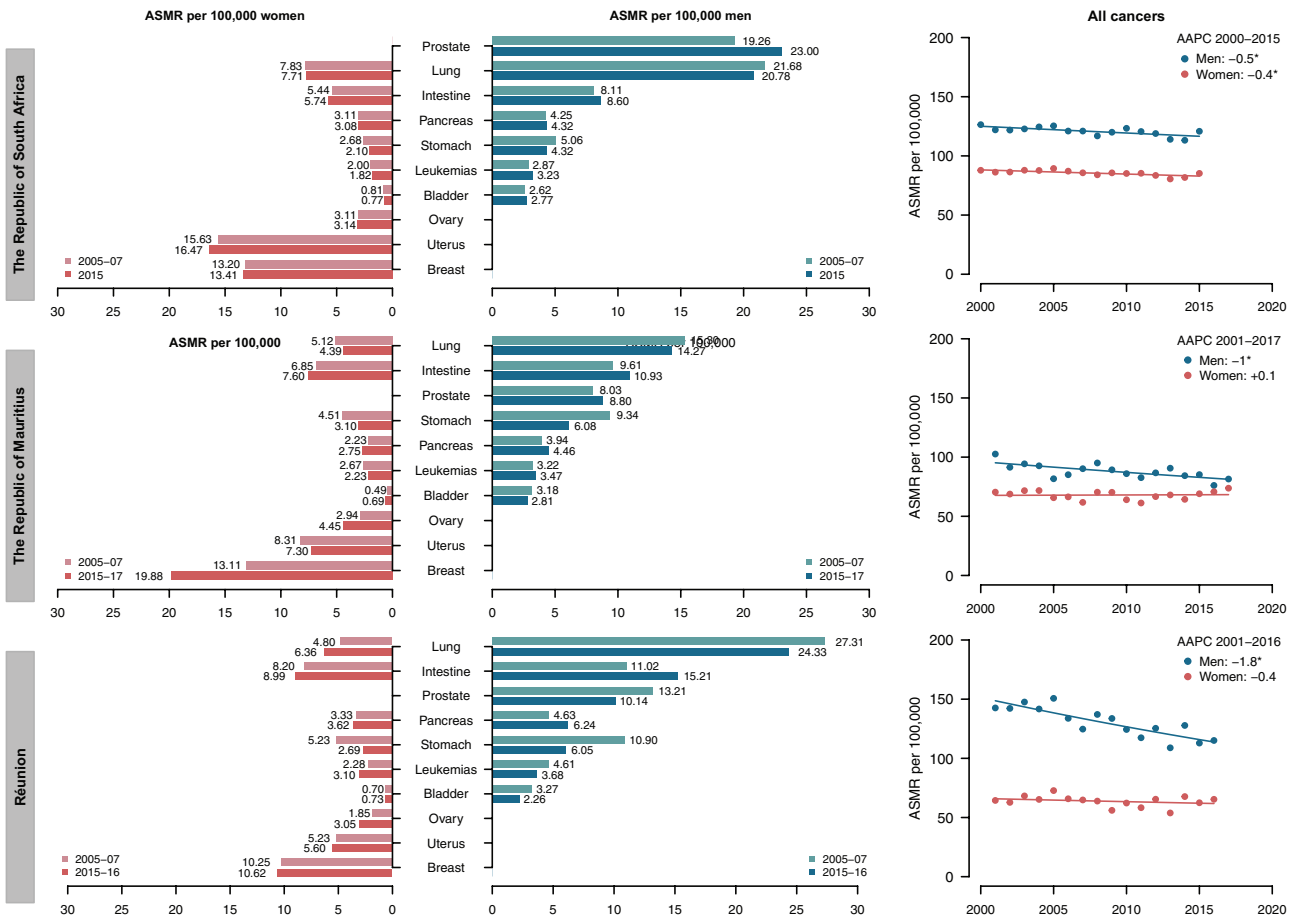 ASMR per 100,000 women
ASMR per 100,000 men
All cancers
The Republic of South Africa
Prostate 19.26
23.00
7.83 Lung 21.68
7.71 20.78
5.44 Intestine 8.11
5.74 8.60
3.11 Pancreas 4.25
3.08 4.32
2.68 Stomach 5.06
2.10 4.32
2.00 Leukemias 2.87
1.82 3.23
0.81 Bladder 2.62
0.77 2.77
3.11 Ovary
3.14
15.63 Uterus
16.47
13.20 Breast
13.41
2005−07
2015
2005−07
2015
30 25 20 15 10 5 0
0 5 10 15 20 25 30
AAPC 2000−2015
Men: −0.5*
Women: −0.4*
ASMR per 100,000
200
150
100
50
0
2000 2005 2010 2015 2020
The Republic of Mauritius
ASMR per 100,000
100,000
5.12 Lung
4.39 14.27
6.85 Intestine 9.61
7.60 10.93
Prostate 8.03
8.80
4.51 Stomach 9.34
3.10 6.08
2.23 Pancreas 3.94
2.75 4.46
2.67 Leukemias 3.22
2.23 3.47
0.49 Bladder 3.18
0.69 2.81
2.94 Ovary
4.45
8.31 Uterus
7.30
13.11 Breast
19.88
2005−07
2015−17
2005−07
2015−17
30 25 20 15 10 5 0
0 5 10 15 20 25 30
AAPC 2001−2017
Men: −1*
Women: +0.1
ASMR per 100,000
200
150
100
50
0
2000 2005 2010 2015 2020
Réunion
4.80 Lung 27.31
6.36 24.33
8.20 Intestine 11.02
8.99 15.21
Prostate 13.21
10.14
3.33 Pancreas 4.63
3.62 6.24
5.23 Stomach 10.90
2.69 6.05
2.28 Leukemias 4.61
3.10 3.68
0.70 Bladder 3.27
0.73 2.26
1.85 Ovary
3.05
5.23 Uterus
5.60
10.25 Breast
10.62
2005−07
2015−16
2005−07
2015−16
30 25 20 15 10 5 0
0 5 10 15 20 25 30
AAPC 2001−2016
Men: −1.8*
Women: −0.4
ASMR per 100,000
200
150
100
50
0
2000 2005 2010 2015 2020